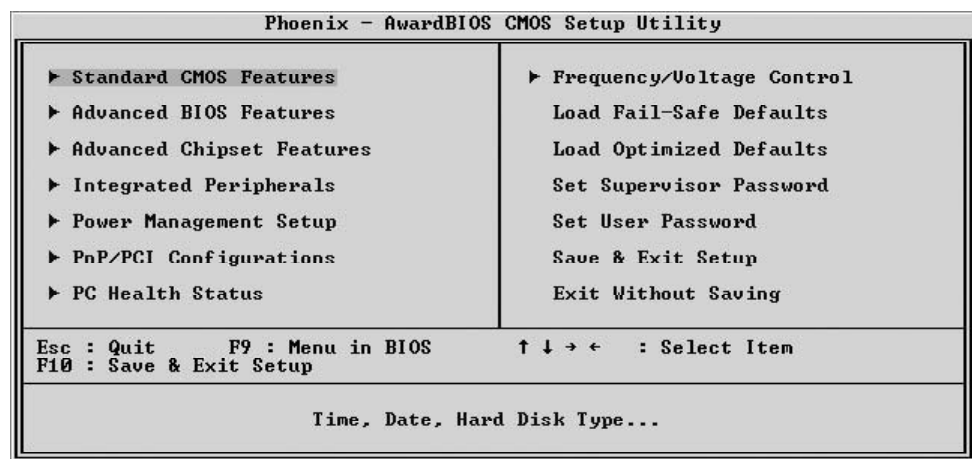 Phoenix - AwardBIOS CMOS Setup Utility
▶ Standard CMOS Features
▶ Advanced BIOS Features
▶ Advanced Chipset Features
▶ Integrated Peripherals
▶ Power Management Setup
▶ PnP/PCI Configurations
▶ PC Health Status
▶ Frequency/Voltage Control
Load Fail-Safe Defaults
Load Optimized Defaults
Set Supervisor Password
Set User Password
Save & Exit Setup
Exit Without Saving
Esc : Quit F9 : Menu in BIOS ↑ ↓ → ← : Select Item
F10 : Save & Exit Setup
Time, Date, Hard Disk Type...